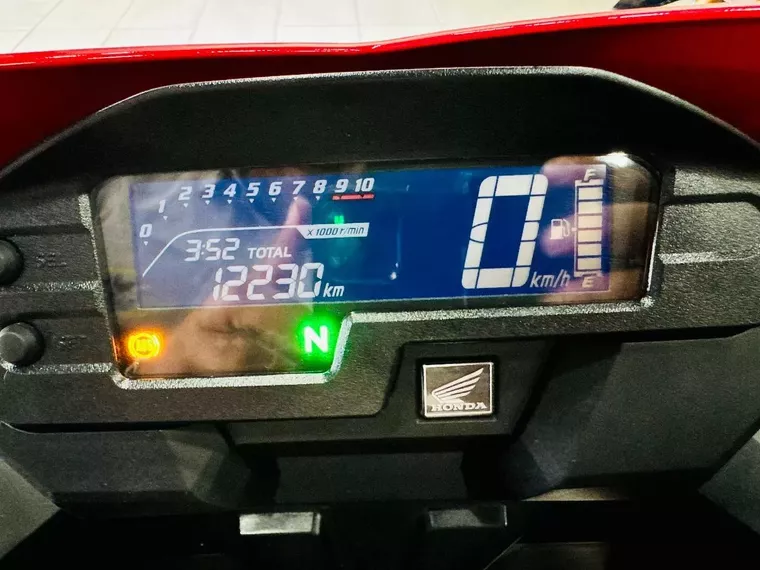 0 1 2 3 4 5 6 7 8 9 10
X 1000 r/min
3:52 TOTAL
12230 km
0 km/h
F
E
N
HONDA